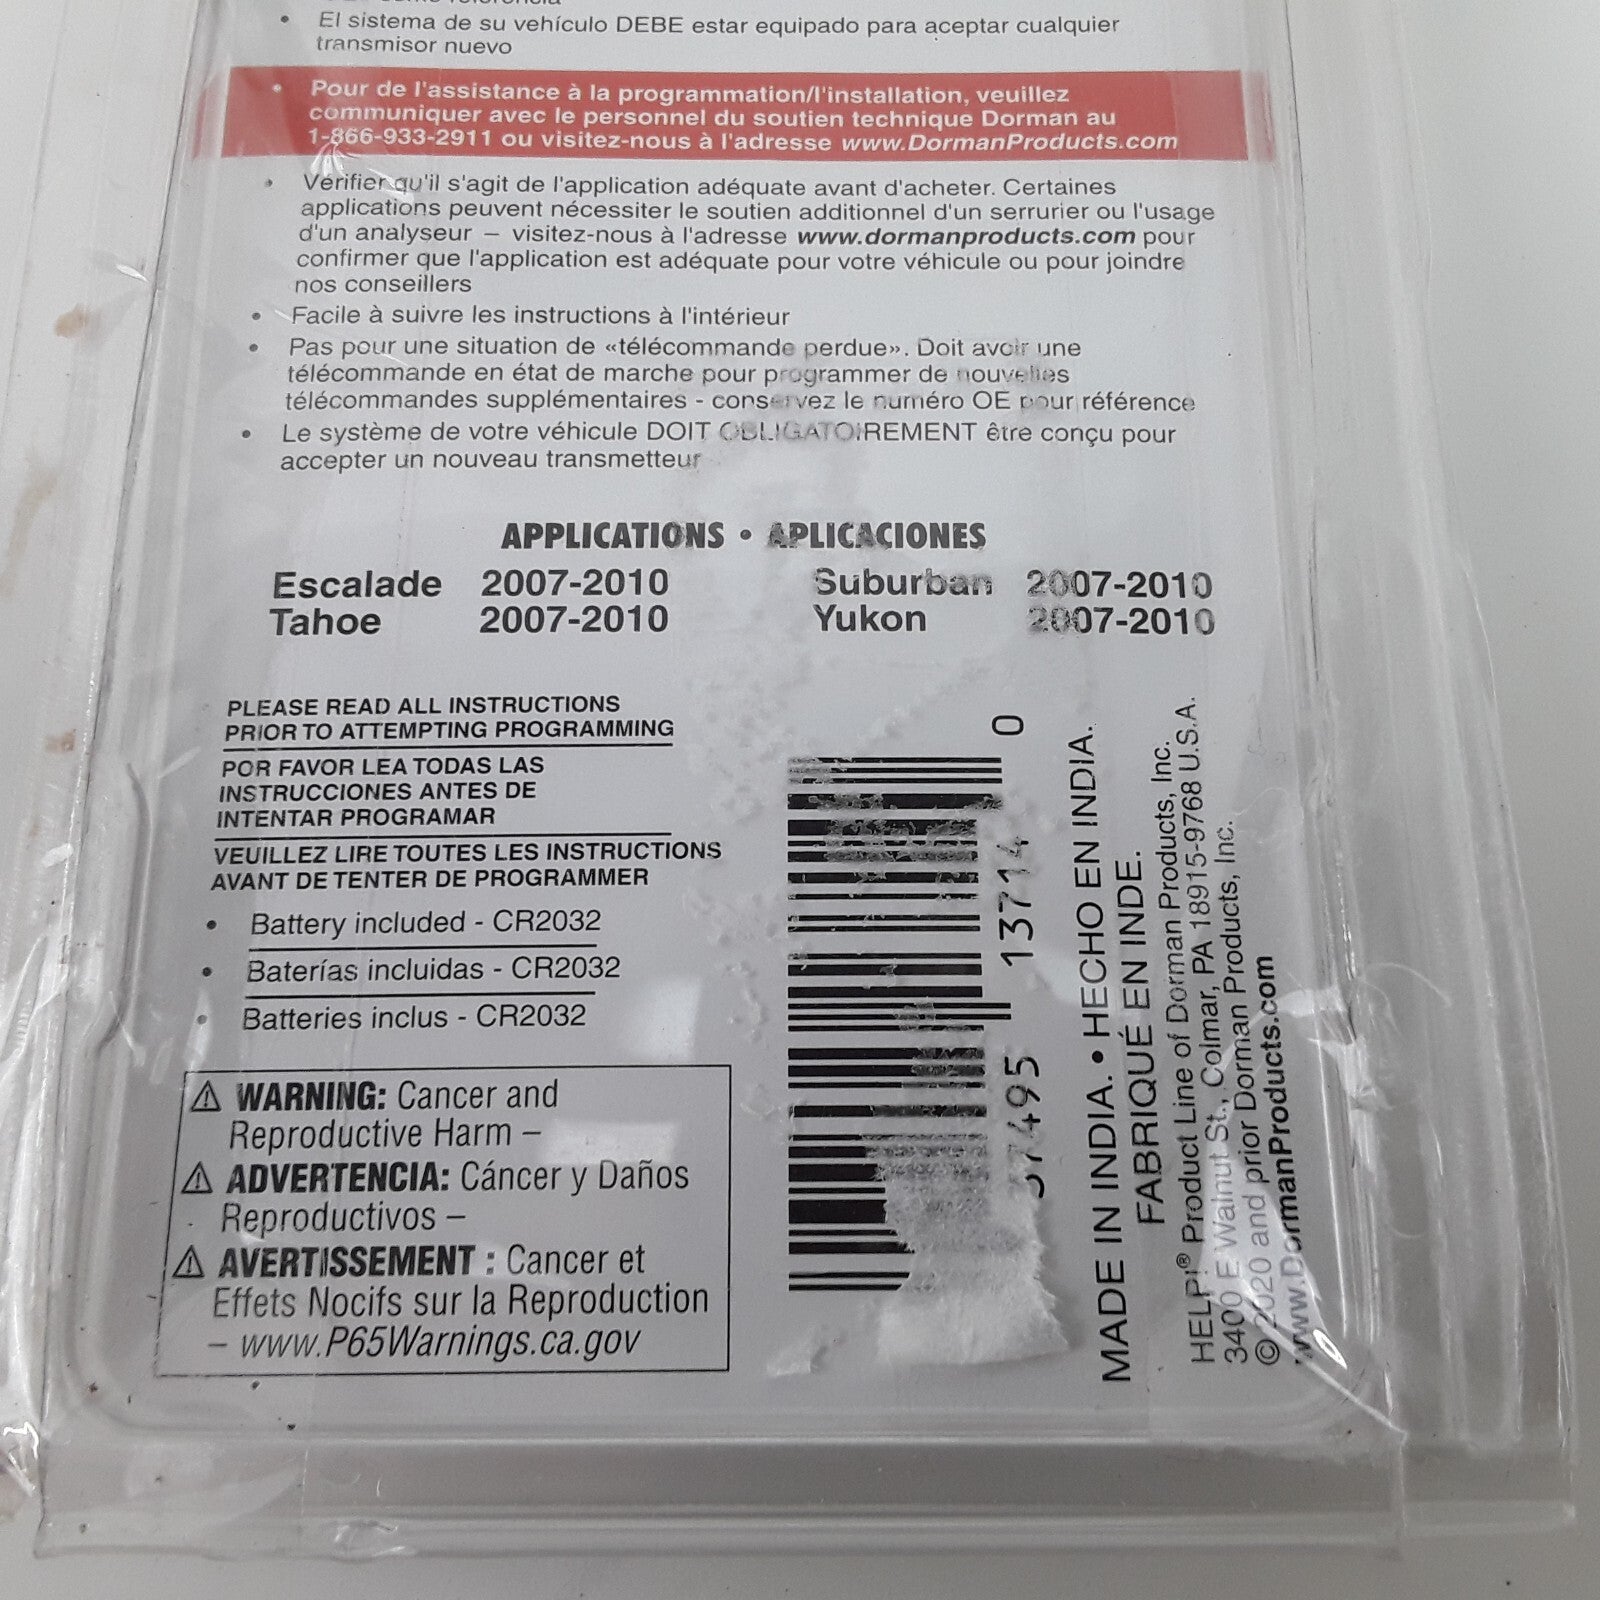 • El sistema de su vehículo DEBE estar equipado para aceptar cualquier
transmisor nuevo
• Pour de l'assistance à la programmation/l'installation, veuillez
communiquer avec le personnel du soutien technique Dorman au
1-866-933-2911 ou visitez-nous à l'adresse www.DormanProducts.com
• Vérifier qu'il s'agit de l'application adéquate avant d'acheter. Certaines
applications peuvent nécessiter le soutien additionnel d'un serrurier ou l'usage
d'un analyseur – visitez-nous à l'adresse www.dormanproducts.com pour
confirmer que l'application est adéquate pour votre véhicule ou pour joindre
nos conseillers
• Facile à suivre les instructions à l'intérieur
• Pas pour une situation de «télécommande perdue». Doit avoir une
télécommande en état de marche pour programmer de nouvelles
télécommandes supplémentaires - conservez le numéro OE pour référence
• Le système de votre véhicule DOIT OBLIGATOIREMENT être conçu pour
accepter un nouveau transmetteur
APPLICATIONS • APLICACIONES
Escalade 2007-2010 Suburban 2007-2010
Tahoe 2007-2010 Yukon 2007-2010
PLEASE READ ALL INSTRUCTIONS
PRIOR TO ATTEMPTING PROGRAMMING
POR FAVOR LEA TODAS LAS
INSTRUCCIONES ANTES DE
INTENTAR PROGRAMAR
VEUILLEZ LIRE TOUTES LES INSTRUCTIONS
AVANT DE TENTER DE PROGRAMMER
• Battery included - CR2032
• Baterías incluidas - CR2032
• Batteries inclus - CR2032
⚠ WARNING: Cancer and
Reproductive Harm –
⚠ ADVERTENCIA: Cáncer y Daños
Reproductivos –
⚠ AVERTISSEMENT : Cancer et
Effets Nocifs sur la Reproduction
– www.P65Warnings.ca.gov
37495 13714 0
MADE IN INDIA. • HECHO EN INDIA.
FABRIQUÉ EN INDE.
HELP!® Product Line of Dorman Products, Inc.
3400 E Walnut St., Colmar, PA 18915-9768 U.S.A.
© 2020 and prior Dorman Products, Inc.
www.DormanProducts.com